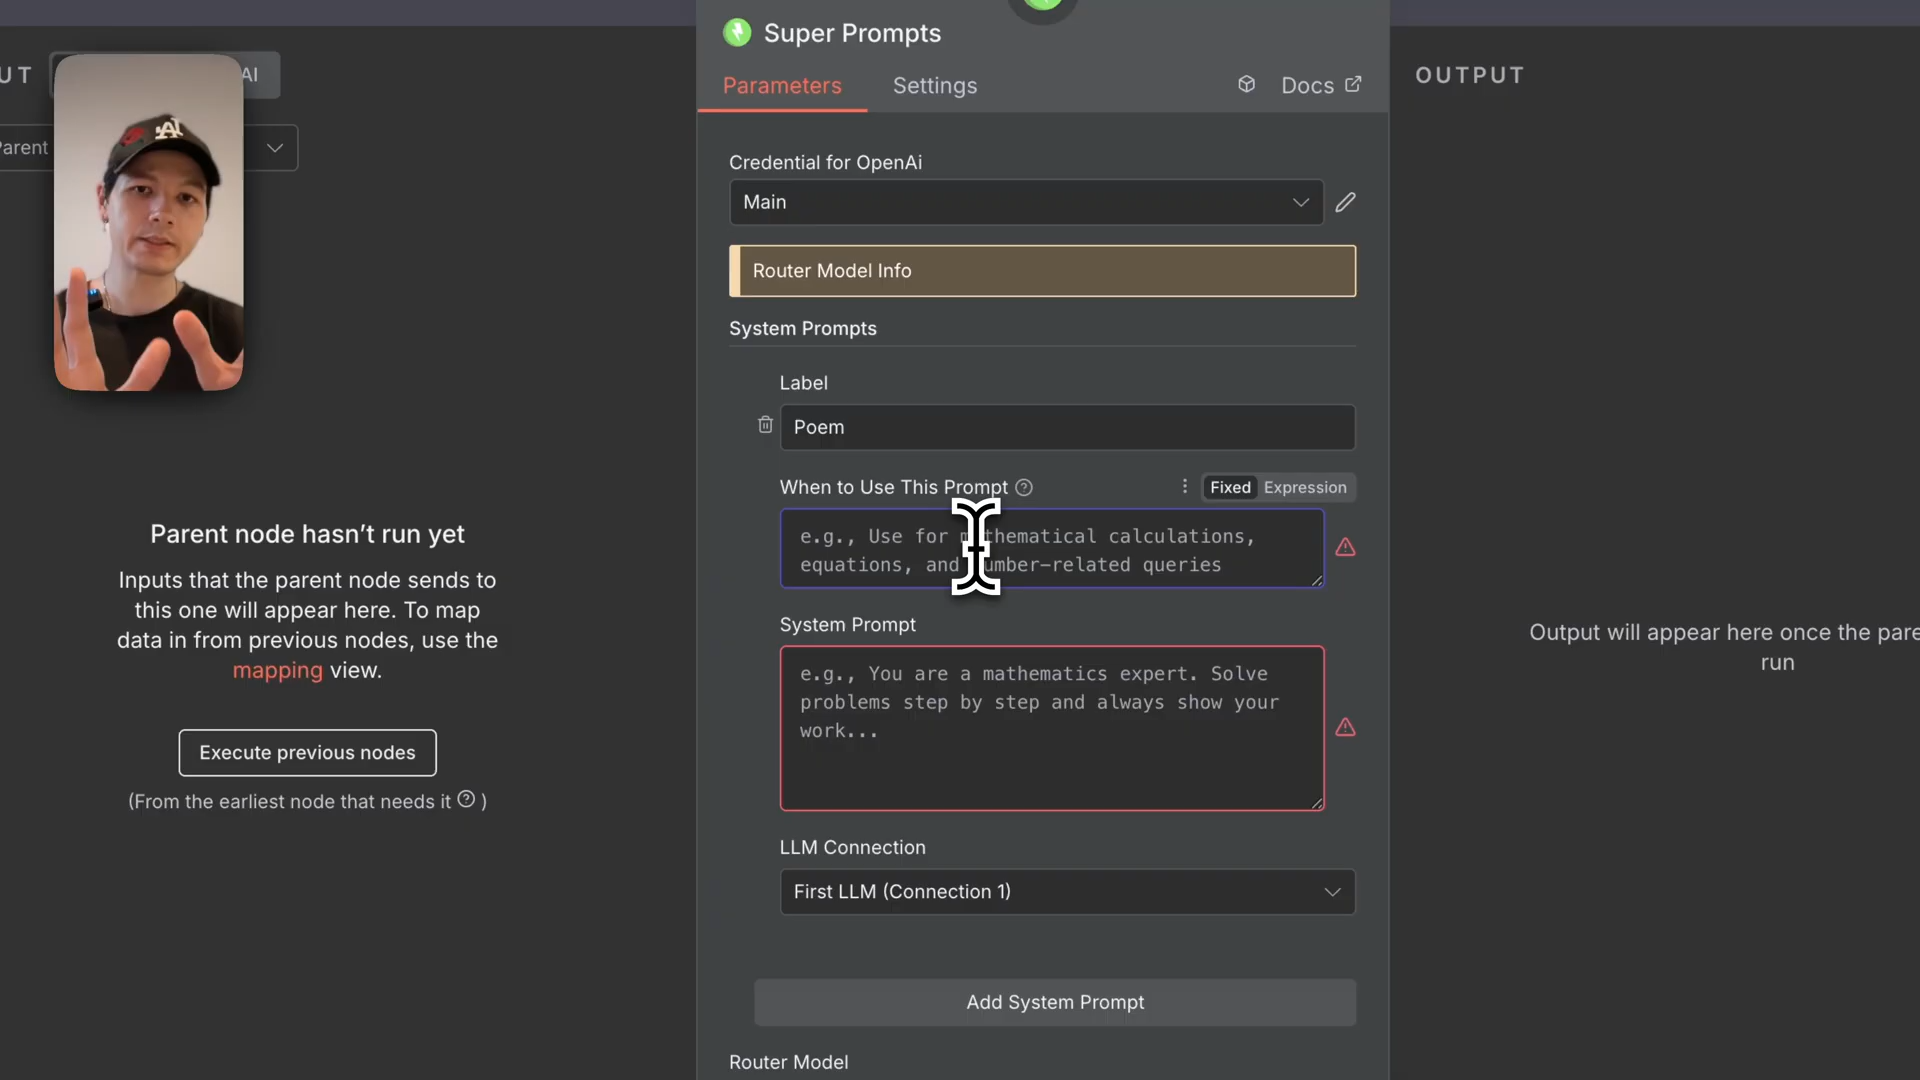 UT
AI
Parent
Parent node hasn't run yet
Inputs that the parent node sends to
this one will appear here. To map
data in from previous nodes, use the
mapping view.
Execute previous nodes
(From the earliest node that needs it ? )
Super Prompts
Parameters
Settings
Docs
Credential for OpenAi
Main
Router Model Info
System Prompts
Label
Poem
When to Use This Prompt ?
Fixed
Expression
e.g., Use for mathematical calculations,
equations, and number-related queries
System Prompt
e.g., You are a mathematics expert. Solve
problems step by step and always show your
work...
LLM Connection
First LLM (Connection 1)
Add System Prompt
Router Model
OUTPUT
Output will appear here once the pare
run